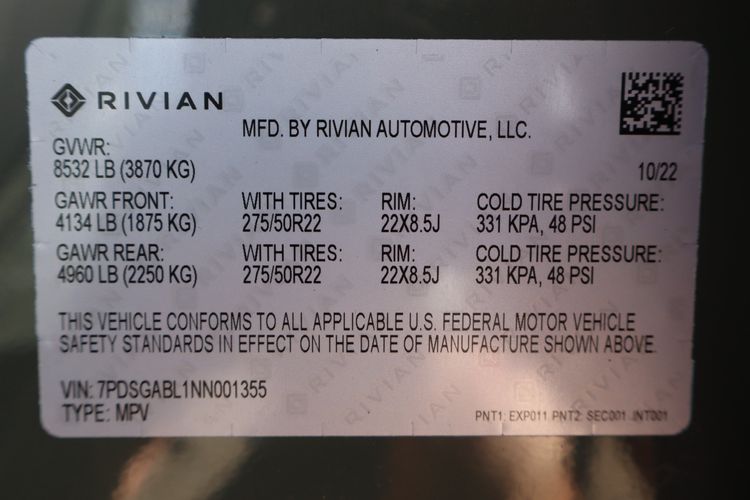 RIVIAN
MFD. BY RIVIAN AUTOMOTIVE, LLC.
GVWR:
8532 LB (3870 KG)
10/22
GAWR FRONT: WITH TIRES: RIM: COLD TIRE PRESSURE:
4134 LB (1875 KG) 275/50R22 22X8.5J 331 KPA, 48 PSI
GAWR REAR: WITH TIRES: RIM: COLD TIRE PRESSURE:
4960 LB (2250 KG) 275/50R22 22X8.5J 331 KPA, 48 PSI
THIS VEHICLE CONFORMS TO ALL APPLICABLE U.S. FEDERAL MOTOR VEHICLE
SAFETY STANDARDS IN EFFECT ON THE DATE OF MANUFACTURE SHOWN ABOVE.
VIN: 7PDSGABL1NN001355
TYPE: MPV
PNT1: EXP011 PNT2: SEC001 INT001